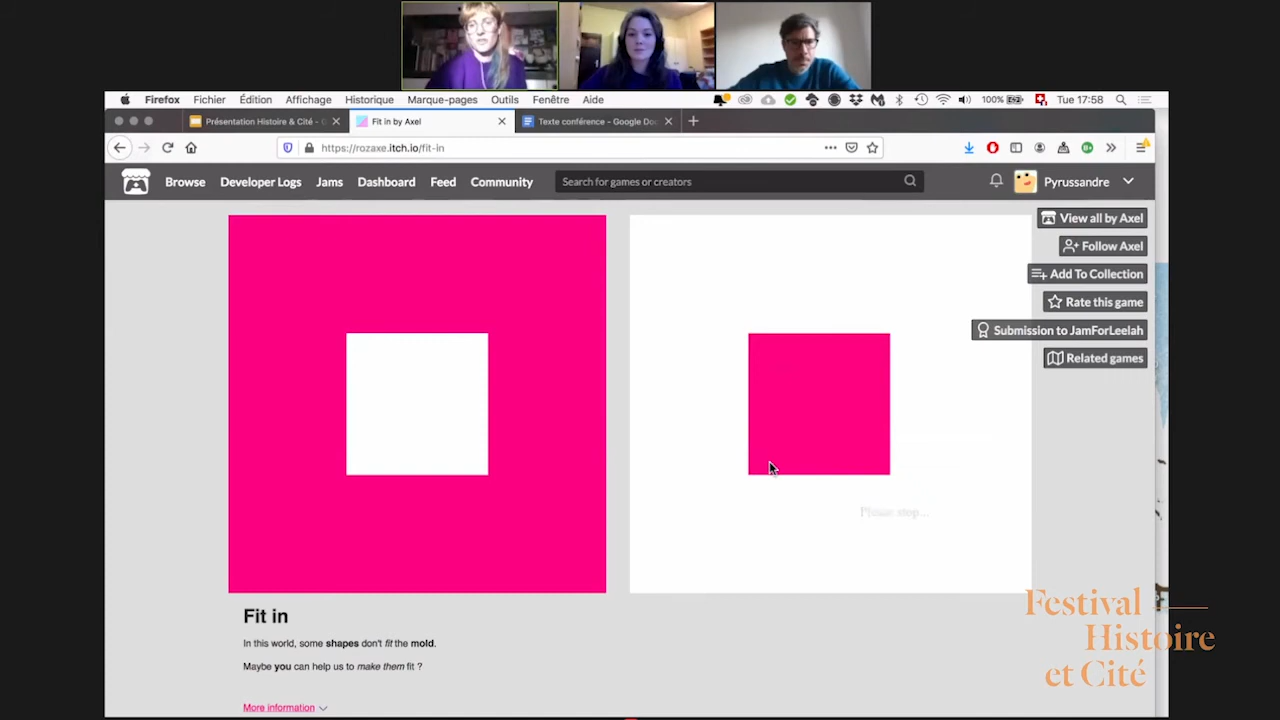 Firefox Fichier Édition Affichage Historique Marque-pages Outils Fenêtre Aide 100% Tue 17:58
Présentation Histoire & Cité - G Fit in by Axel Texte conférence - Google Doc
https://rozaxe.itch.io/fit-in
Browse Developer Logs Jams Dashboard Feed Community Search for games or creators Pyrussandre
View all by Axel
Follow Axel
Add To Collection
Rate this game
Submission to JamForLeelah
Related games
Please stop...
Fit in
In this world, some shapes don't fit the mold.
Maybe you can help us to make them fit ?
More information
Festival
Histoire
et Cité